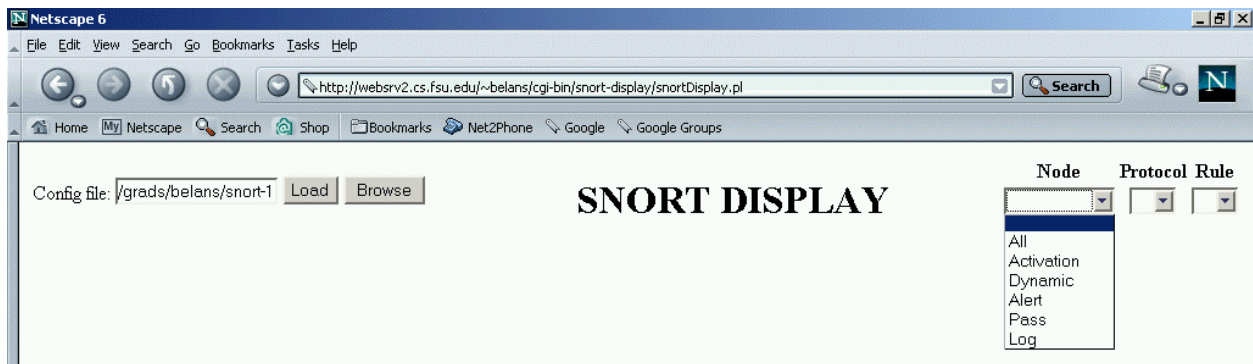 Netscape 6
File Edit View Search Go Bookmarks Tasks Help
http://websrv2.cs.fsu.edu/~belans/cgi-bin/snort-display/snortDisplay.pl Search N
Home My Netscape Search Shop Bookmarks Net2Phone Google Google Groups
Node Protocol Rule
Config file: /grads/belans/snort-1 Load Browse SNORT DISPLAY
All
Activation
Dynamic
Alert
Pass
Log